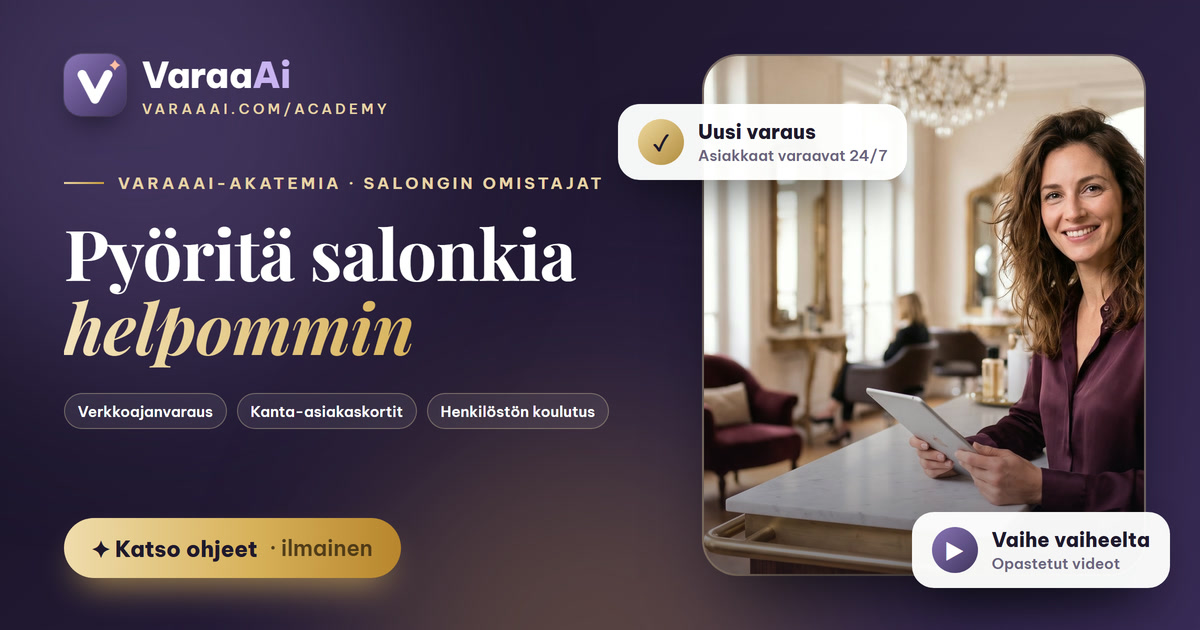 VaraaAi
VARAAAI.COM/ACADEMY
VARAAAI-AKATEMIA · SALONGIN OMISTAJAT
Pyöritä salonkia
helpommin
Verkkoajanvaraus
Kanta-asiakaskortit
Henkilöstön koulutus
✦ Katso ohjeet · ilmainen
✓ Uusi varaus
Asiakkaat varaavat 24/7
Vaihe vaiheelta
Opastetut videot